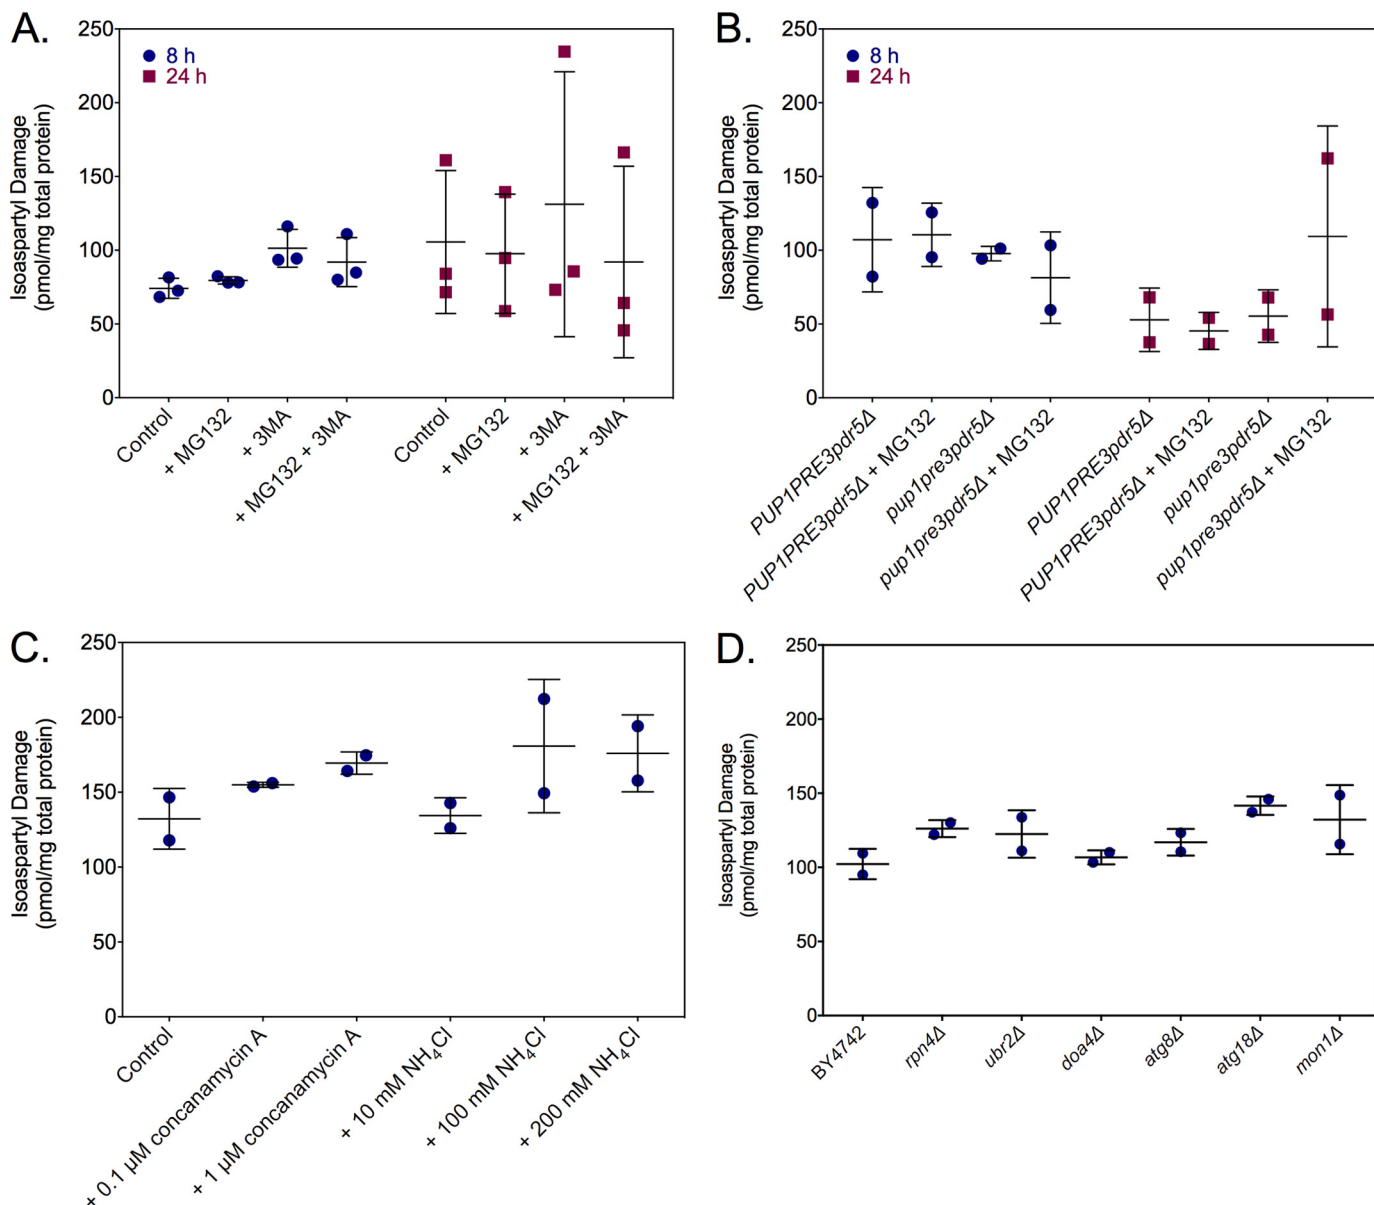 A.
250
200
150
100
50
0
Isoaspartyl Damage
(pmol/mg total protein)
8 h
24 h
Control
+ MG132
+ 3MA
+ MG132 + 3MA
Control
+ MG132
+ 3MA
+ MG132 + 3MA
B.
250
200
150
100
50
0
Isoaspartyl Damage
(pmol/mg total protein)
8 h
24 h
PUP1PRE3pdr5Δ
PUP1PRE3pdr5Δ + MG132
pup1pre3pdr5Δ
pup1pre3pdr5Δ + MG132
PUP1PRE3pdr5Δ
PUP1PRE3pdr5Δ + MG132
pup1pre3pdr5Δ
pup1pre3pdr5Δ + MG132
C.
250
200
150
100
50
0
Isoaspartyl Damage
(pmol/mg total protein)
Control
+ 0.1 µM concanamycin A
+ 1 µM concanamycin A
+ 10 mM NH₄Cl
+ 100 mM NH₄Cl
+ 200 mM NH₄Cl
D.
250
200
150
100
50
0
Isoaspartyl Damage
(pmol/mg total protein)
BY4742
rpn4Δ
ubr2Δ
doa4Δ
atg8Δ
atg18Δ
mon1Δ